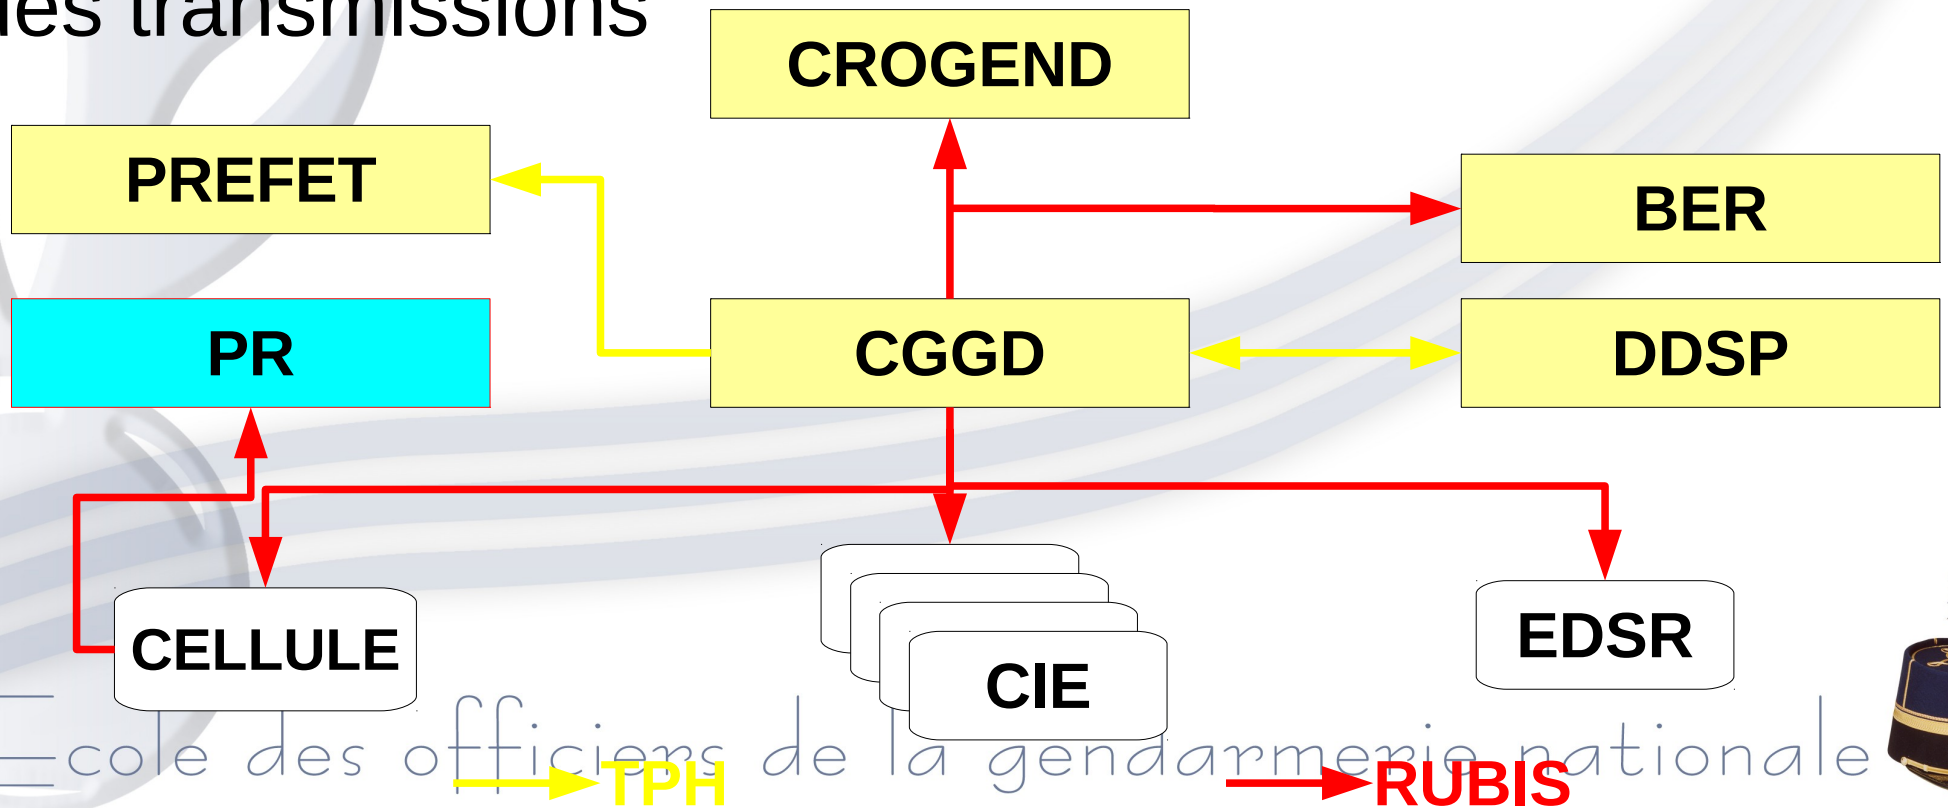 des transmissions
CROGEND
PREFET
BER
PR
CGGD
DDSP
CELLULE
CIE
EDSR
Ecole des officiers de la gendarmerie nationale
TPH
RUBIS